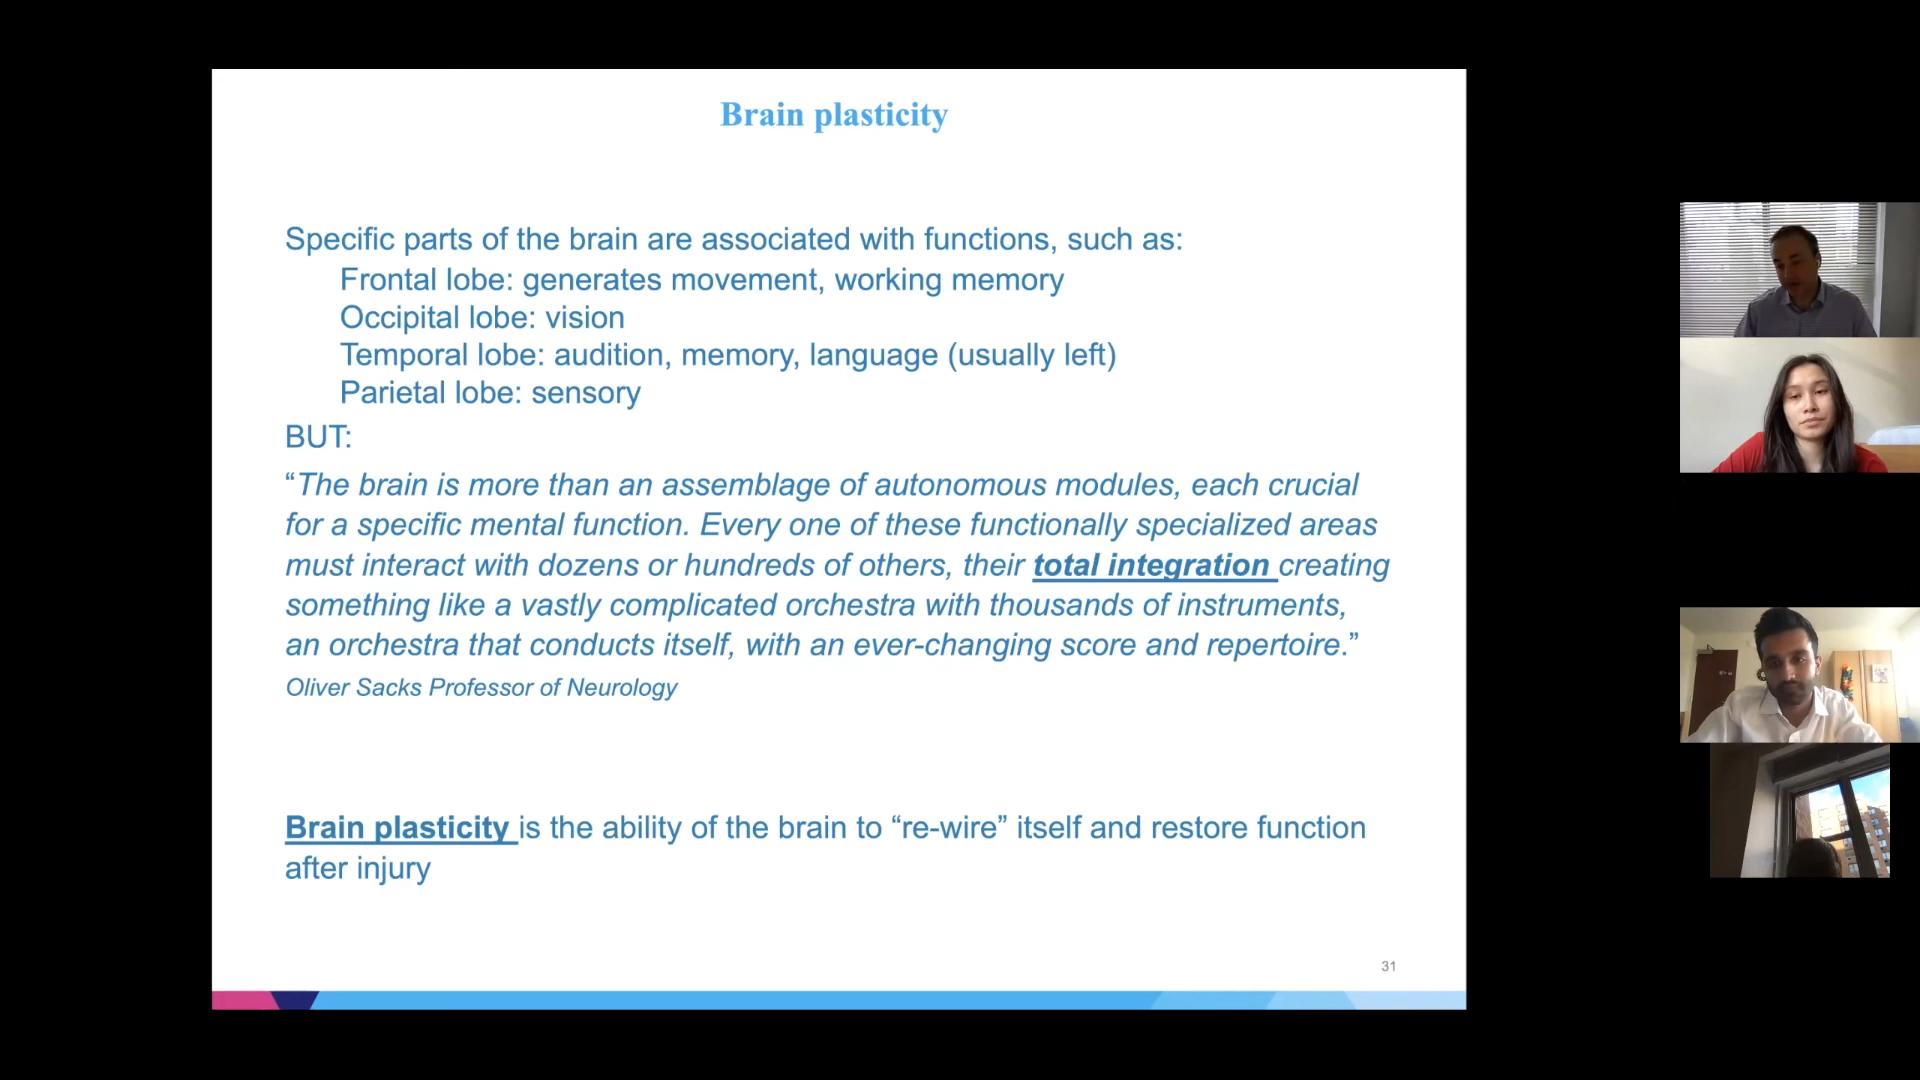 Brain plasticity
Specific parts of the brain are associated with functions, such as:
Frontal lobe: generates movement, working memory
Occipital lobe: vision
Temporal lobe: audition, memory, language (usually left)
Parietal lobe: sensory
BUT:
“The brain is more than an assemblage of autonomous modules, each crucial
for a specific mental function. Every one of these functionally specialized areas
must interact with dozens or hundreds of others, their total integration creating
something like a vastly complicated orchestra with thousands of instruments,
an orchestra that conducts itself, with an ever-changing score and repertoire.”
Oliver Sacks Professor of Neurology
Brain plasticity is the ability of the brain to “re-wire” itself and restore function
after injury
31